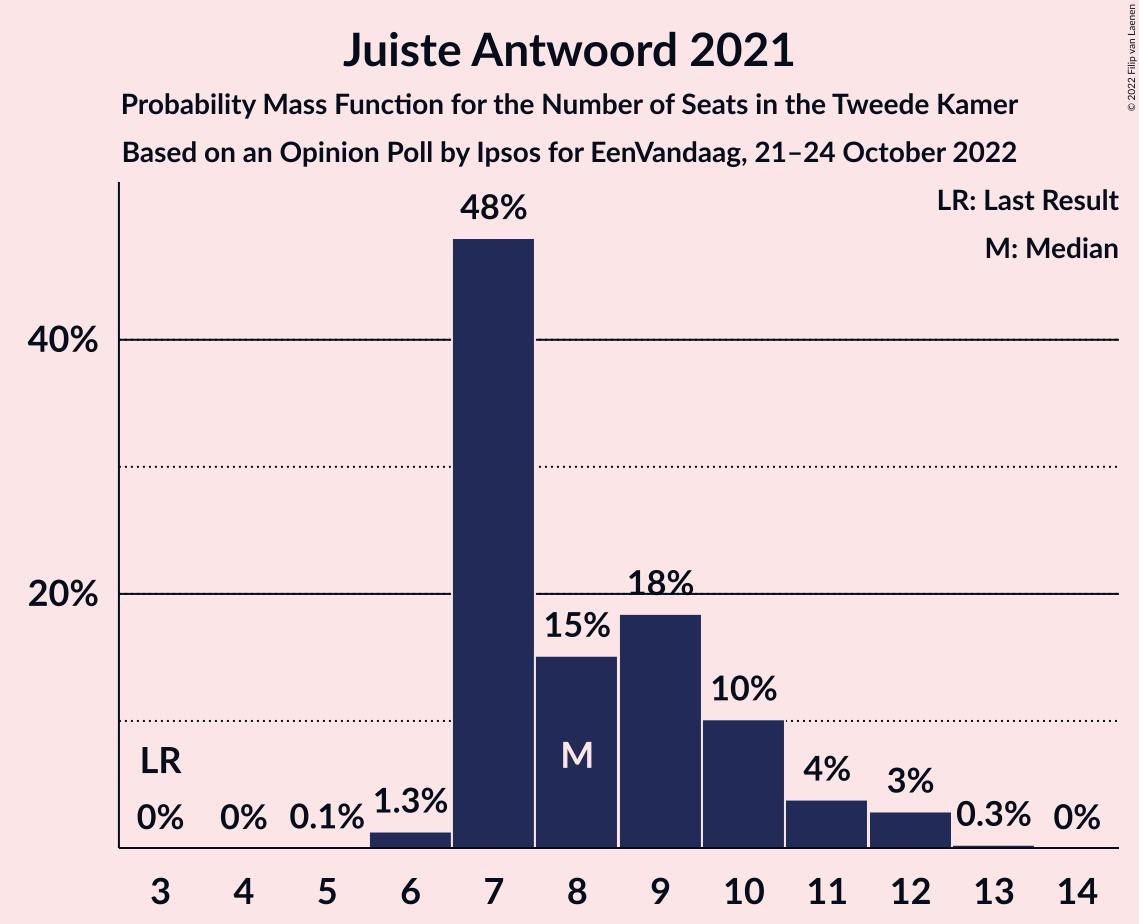 Juiste Antwoord 2021
Probability Mass Function for the Number of Seats in the Tweede Kamer
Based on an Opinion Poll by Ipsos for EenVandaag, 21–24 October 2022
© 2022 Filip van Laenen
LR: Last Result
M: Median
48%
40%
20%
18%
15%
10%
M
LR
4%
3%
1.3%
0% 0% 0.1% 0.3% 0%
3 4 5 6 7 8 9 10 11 12 13 14